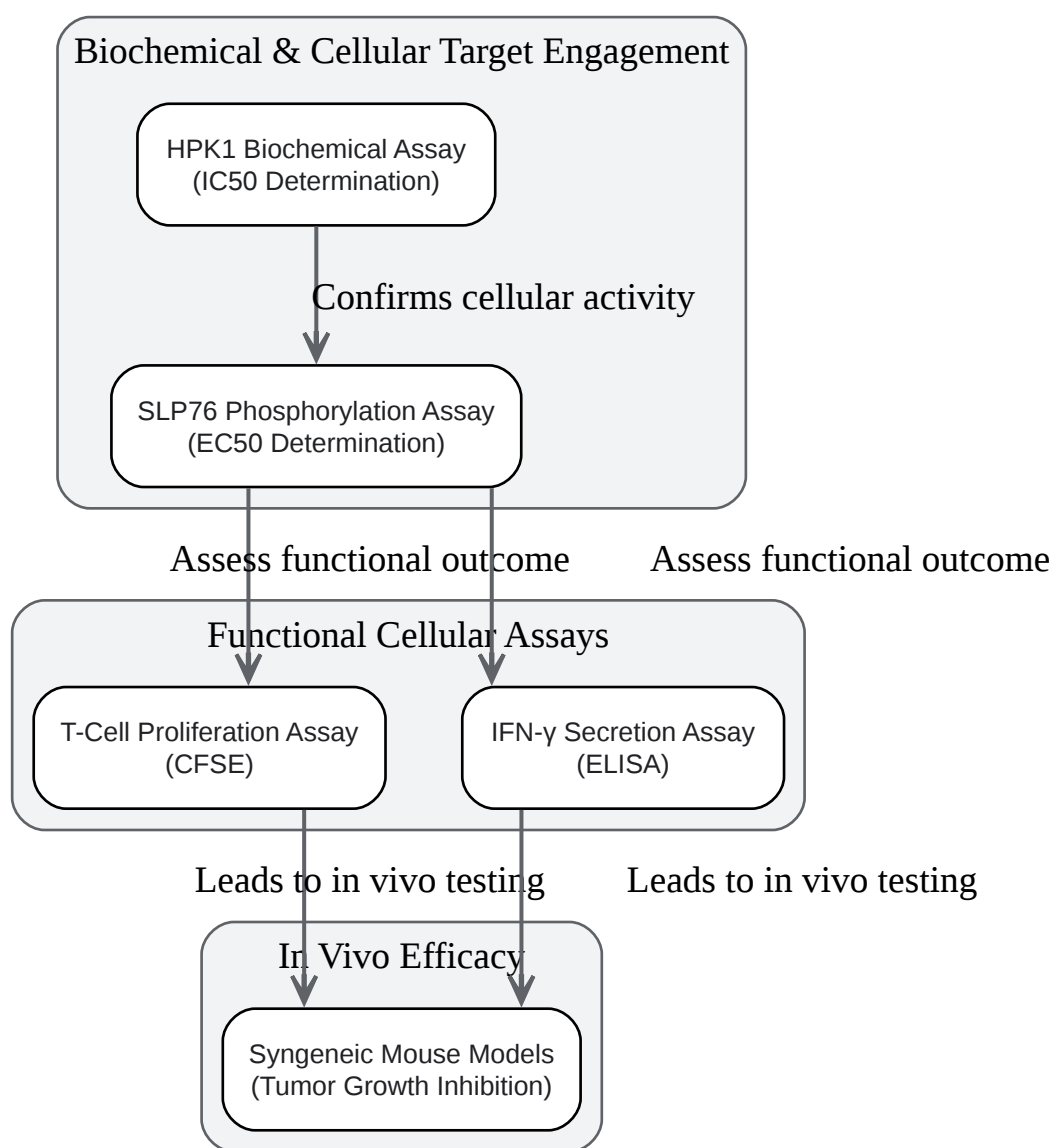 Biochemical & Cellular Target Engagement
HPK1 Biochemical Assay
(IC50 Determination)
Confirms cellular activity
SLP76 Phosphorylation Assay
(EC50 Determination)
Assess functional outcome
Assess functional outcome
Functional Cellular Assays
T-Cell Proliferation Assay
(CFSE)
IFN-γ Secretion Assay
(ELISA)
Leads to in vivo testing
Leads to in vivo testing
In Vivo Efficacy
Syngeneic Mouse Models
(Tumor Growth Inhibition)